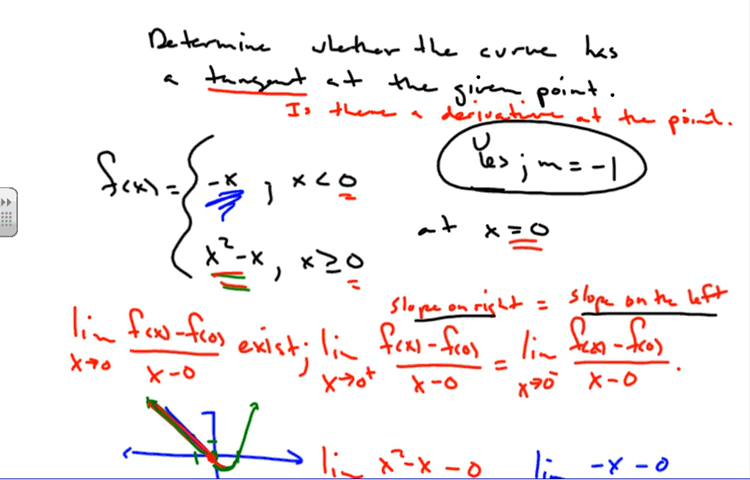 Determine whether the curve has
a tangent at the given point.
Is there a derivative at the point.
Yes; m = -1
f(x) = { -x , x < 0
x² - x , x ≥ 0
at x = 0
slope on right = slope on the left
lim x→0 f(x) - f(0) / x - 0 exist; lim x→0⁺ f(x) - f(0) / x - 0 = lim x→0⁻ f(x) - f(0) / x - 0 .
lim x² - x - 0 lim -x - 0